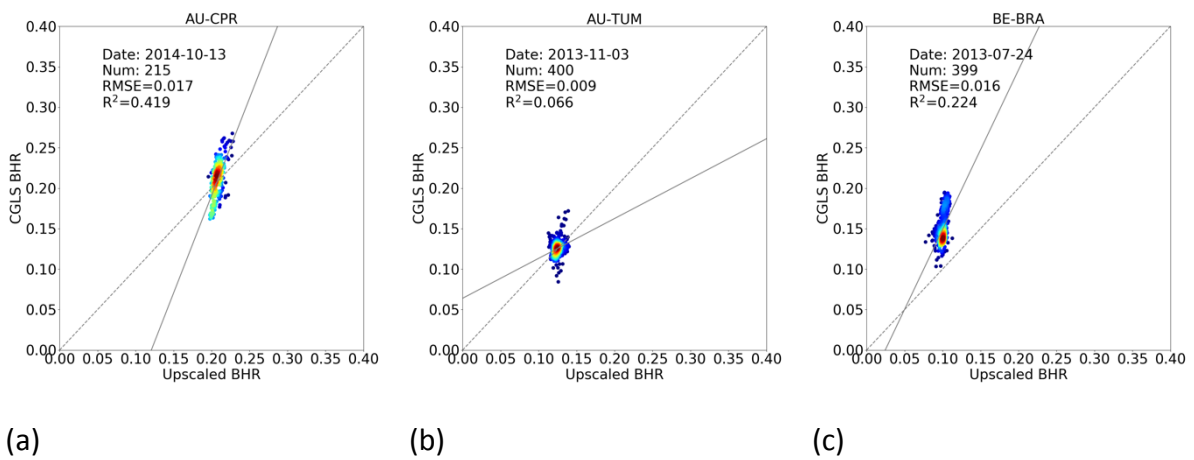 AU-CPR
0.40
0.35
0.30
0.25
0.20
0.15
0.10
0.05
0.00
CGLS BHR
Date: 2014-10-13
Num: 215
RMSE=0.017
R²=0.419
0.00 0.05 0.10 0.15 0.20 0.25 0.30 0.35 0.40
Upscaled BHR
(a)
AU-TUM
0.40
0.35
0.30
0.25
0.20
0.15
0.10
0.05
0.00
CGLS BHR
Date: 2013-11-03
Num: 400
RMSE=0.009
R²=0.066
0.00 0.05 0.10 0.15 0.20 0.25 0.30 0.35 0.40
Upscaled BHR
(b)
BE-BRA
0.40
0.35
0.30
0.25
0.20
0.15
0.10
0.05
0.00
CGLS BHR
Date: 2013-07-24
Num: 399
RMSE=0.016
R²=0.224
0.00 0.05 0.10 0.15 0.20 0.25 0.30 0.35 0.40
Upscaled BHR
(c)